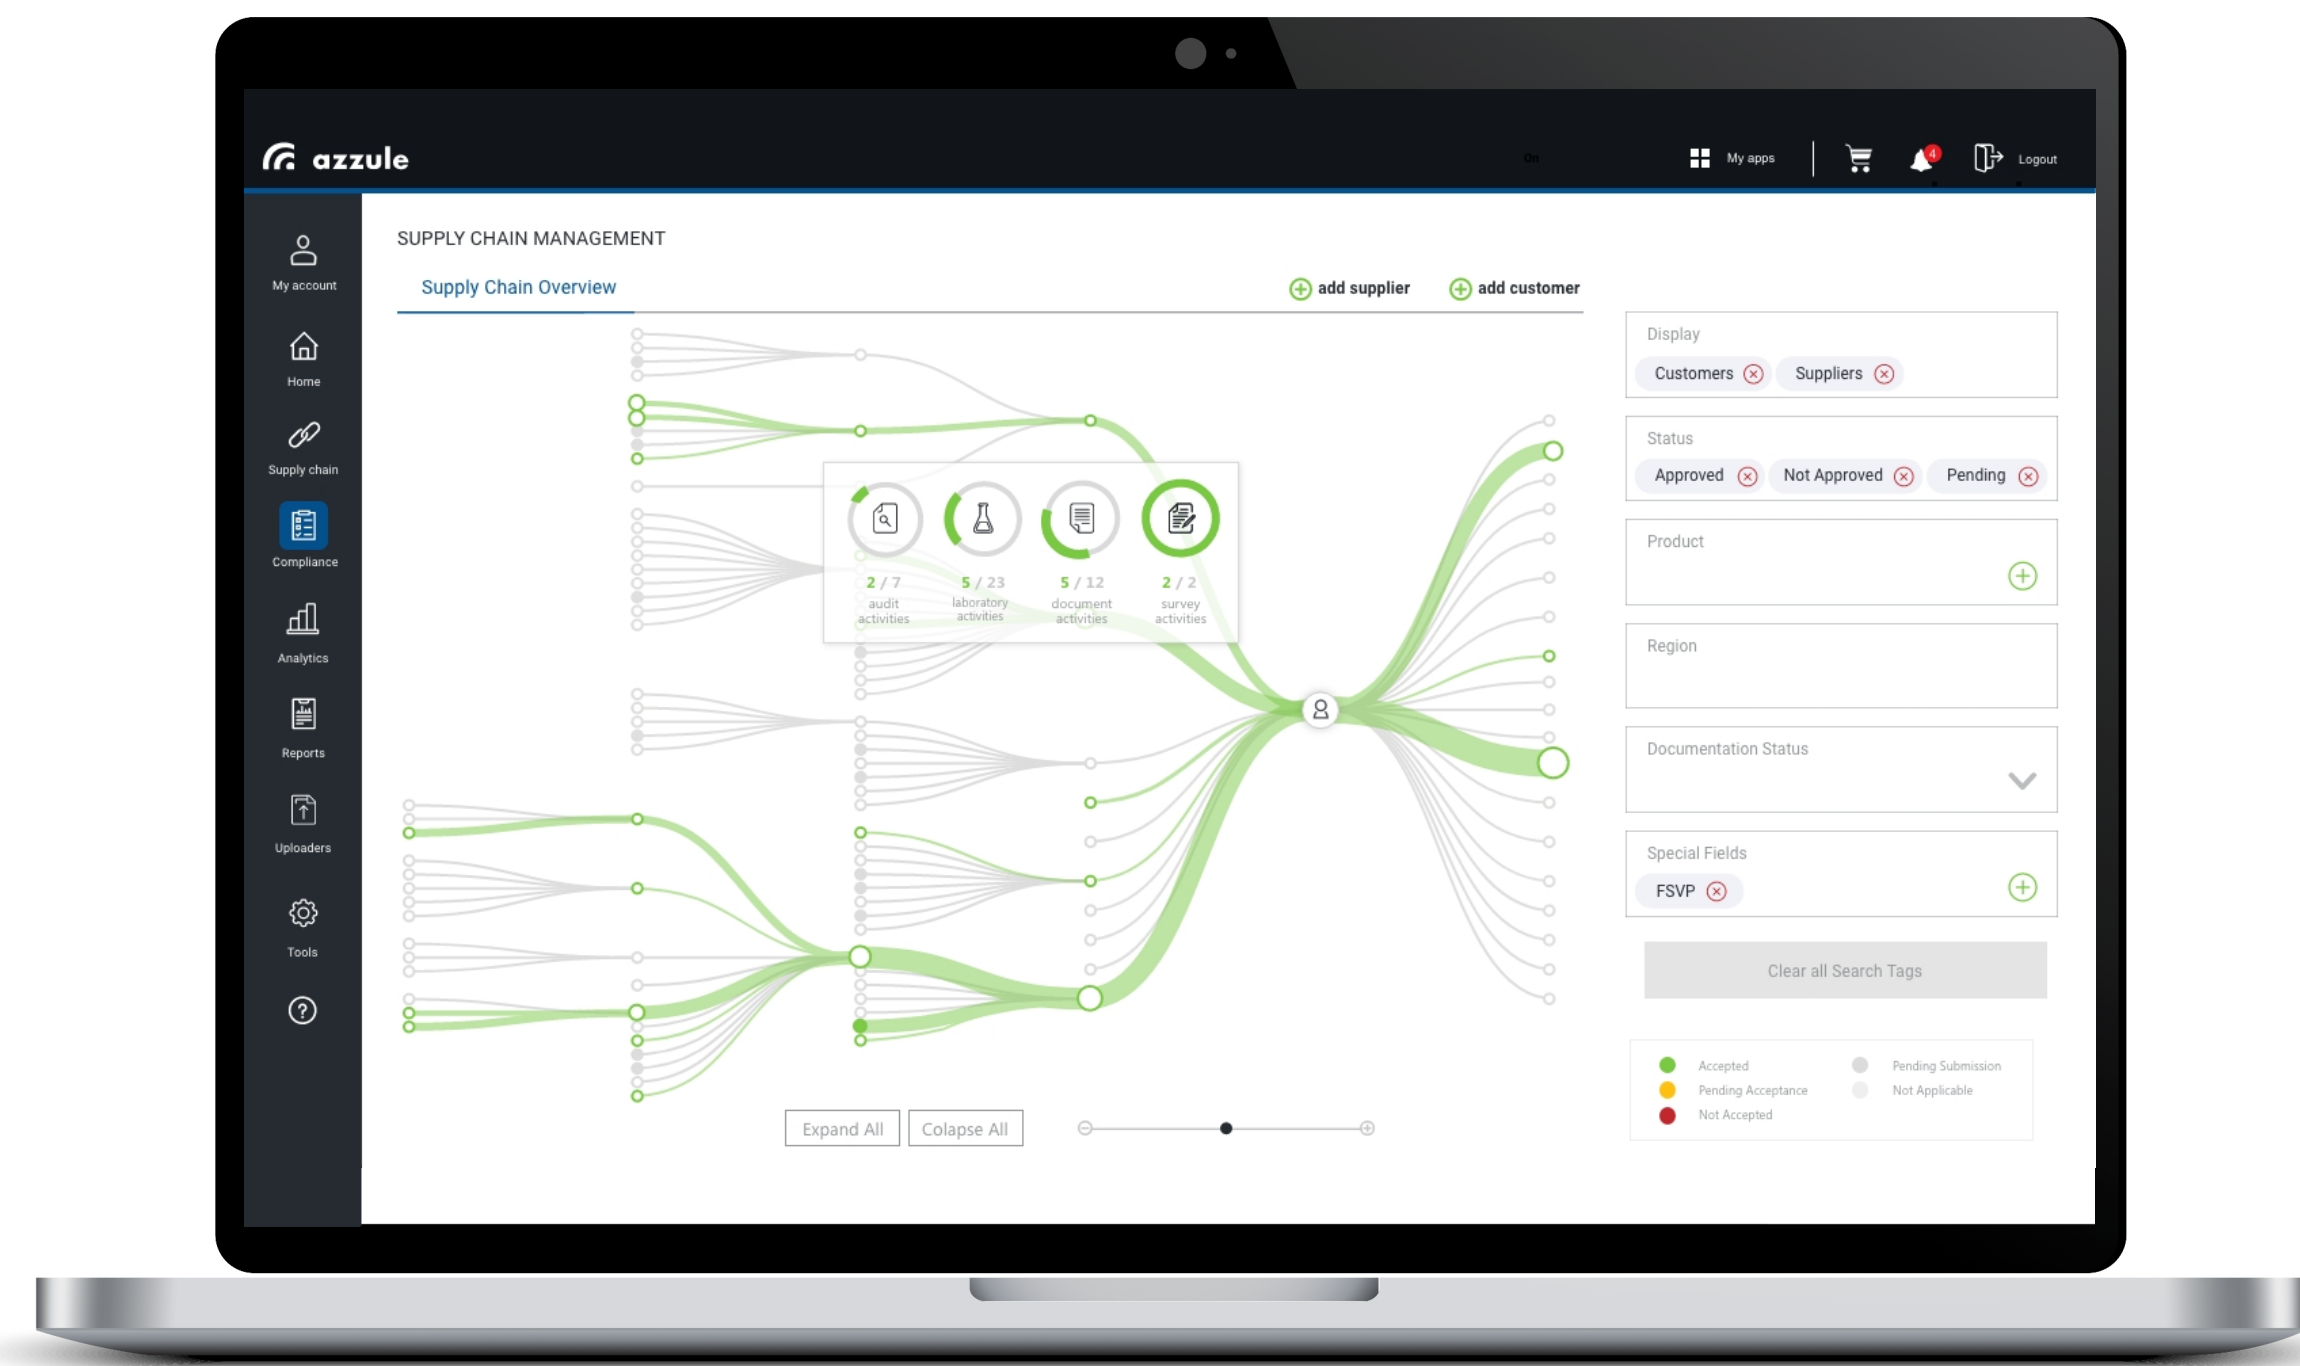 azzule
On
My apps
4
Logout
My account
Home
Supply chain
Compliance
Analytics
Reports
Uploaders
Tools
?
SUPPLY CHAIN MANAGEMENT
Supply Chain Overview
add supplier
add customer
2 / 7
audit
activities
5 / 23
laboratory
activities
5 / 12
document
activities
2 / 2
survey
activities
Expand All
Colapse All
Display
Customers
Suppliers
Status
Approved
Not Approved
Pending
Product
Region
Documentation Status
Special Fields
FSVP
Clear all Search Tags
Accepted
Pending Submission
Pending Acceptance
Not Applicable
Not Accepted